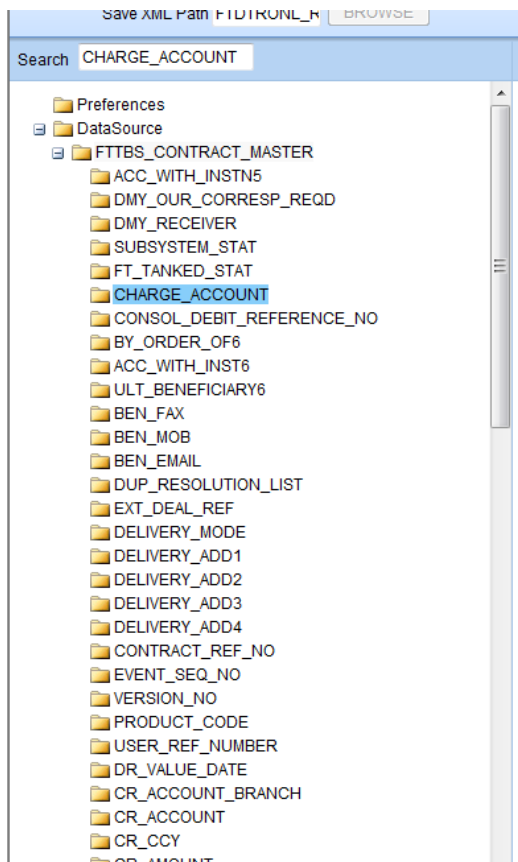 Save XML Path FTDTRONL_R BROWSE
Search CHARGE_ACCOUNT
Preferences
DataSource
FTTBS_CONTRACT_MASTER
ACC_WITH_INSTN5
DMY_OUR_CORRESP_REQD
DMY_RECEIVER
SUBSYSTEM_STAT
FT_TANKED_STAT
CHARGE_ACCOUNT
CONSOL_DEBIT_REFERENCE_NO
BY_ORDER_OF6
ACC_WITH_INST6
ULT_BENEFICIARY6
BEN_FAX
BEN_MOB
BEN_EMAIL
DUP_RESOLUTION_LIST
EXT_DEAL_REF
DELIVERY_MODE
DELIVERY_ADD1
DELIVERY_ADD2
DELIVERY_ADD3
DELIVERY_ADD4
CONTRACT_REF_NO
EVENT_SEQ_NO
VERSION_NO
PRODUCT_CODE
USER_REF_NUMBER
DR_VALUE_DATE
CR_ACCOUNT_BRANCH
CR_ACCOUNT
CR_CCY
CR_AMOUNT